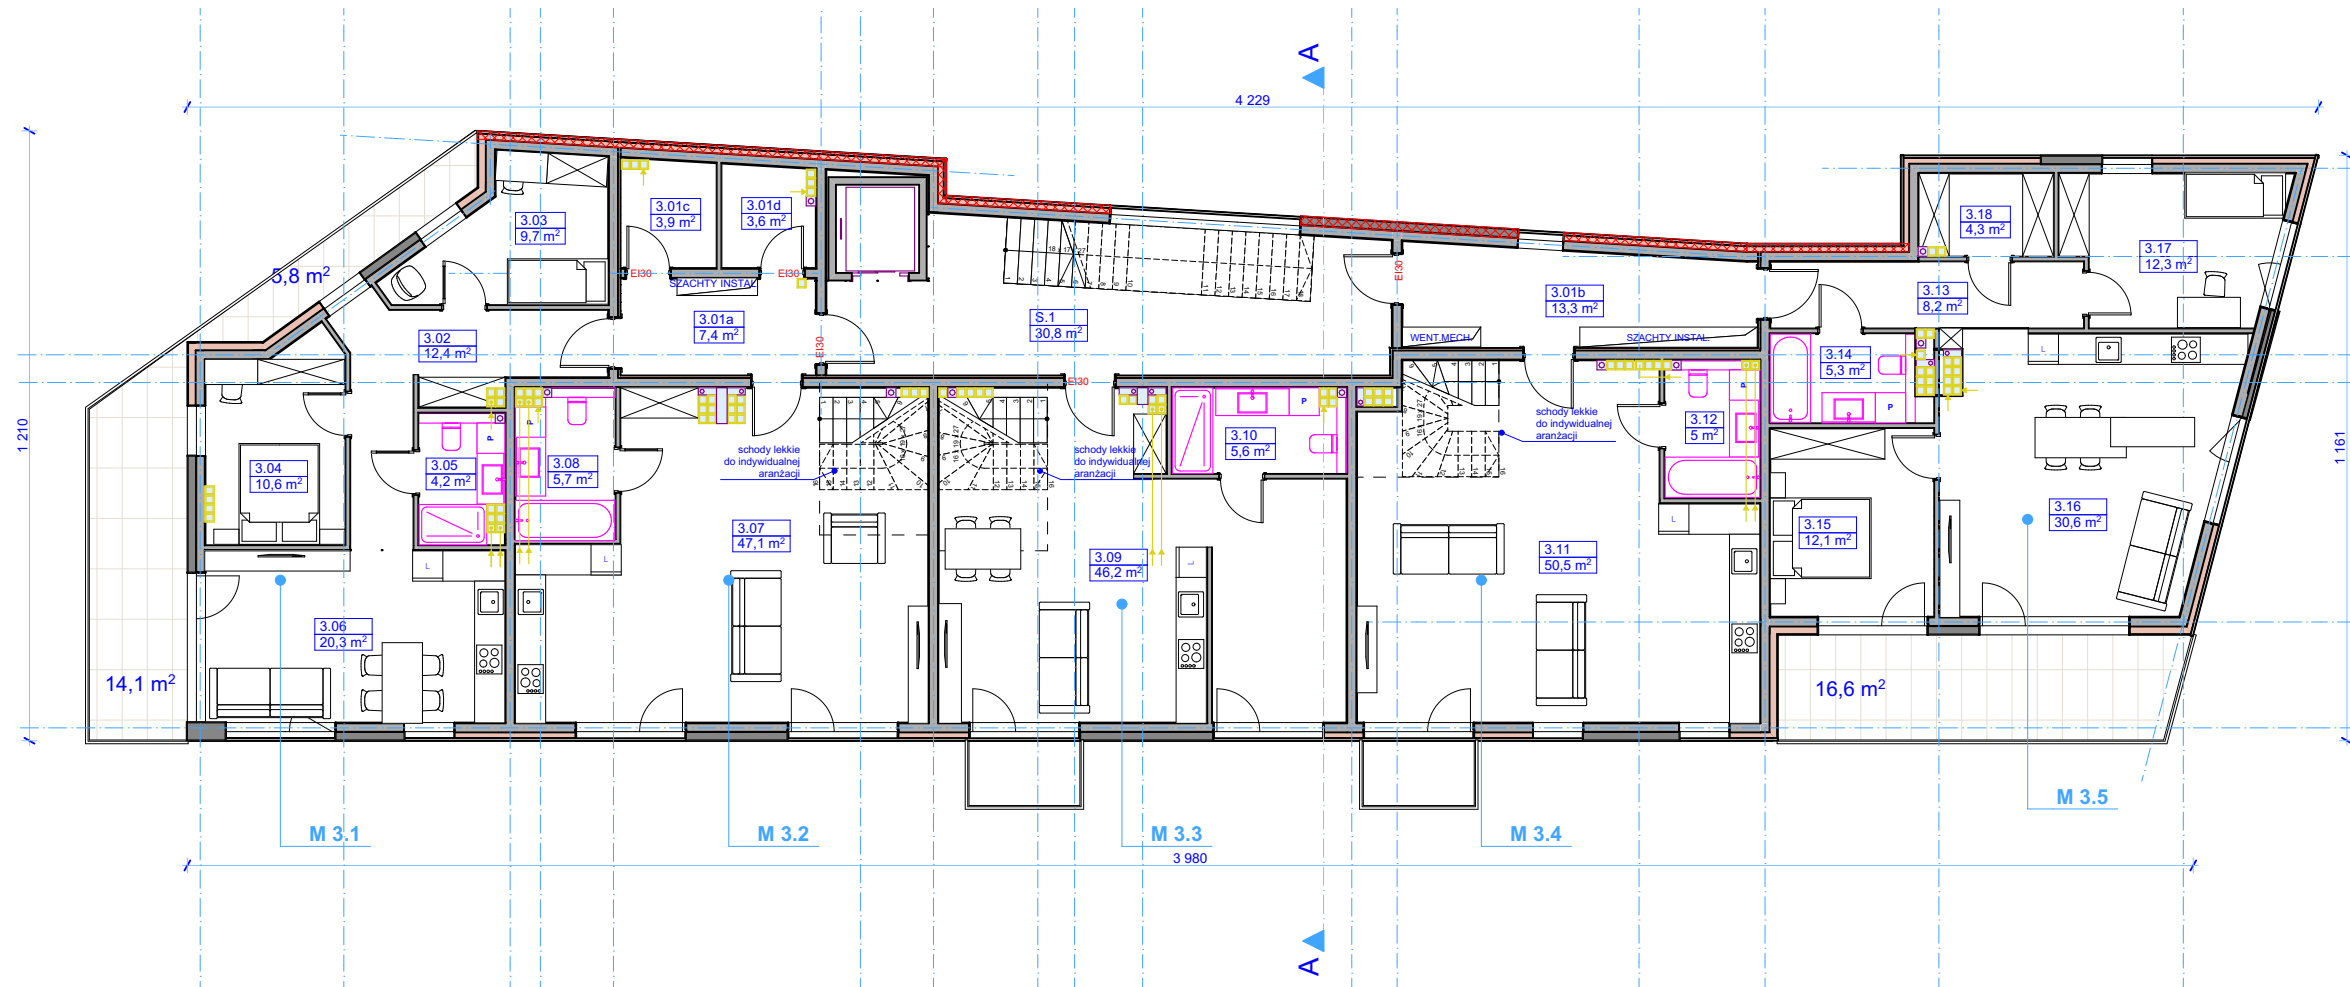 A
4 229
5,8 m²
3.03
9,7 m²
3.01c
3,9 m²
3.01d
3,6 m²
EI30
EI30
SZACHTY INSTAL.
3.02
12,4 m²
3.01a
7,4 m²
EI30
S.1
30,8 m²
EI30
EI30
3.01b
13,3 m²
WENT.MECH.
SZACHTY INSTAL.
3.18
4,3 m²
3.17
12,3 m²
3.13
8,2 m²
3.14
5,3 m²
P
L
1 210
1 161
3.04
10,6 m²
3.05
4,2 m²
P
3.08
5,7 m²
P
schody lekkie
do indywidualnej
aranżacji
schody lekkie
do indywidualnej
aranżacji
3.10
5,6 m²
P
schody lekkie
do indywidualnej
aranżacji
3.12
5 m²
P
3.06
20,3 m²
L
3.07
47,1 m²
L
3.09
46,2 m²
L
3.11
50,5 m²
L
3.15
12,1 m²
3.16
30,6 m²
14,1 m²
16,6 m²
M 3.1
M 3.2
M 3.3
M 3.4
M 3.5
3 980
A